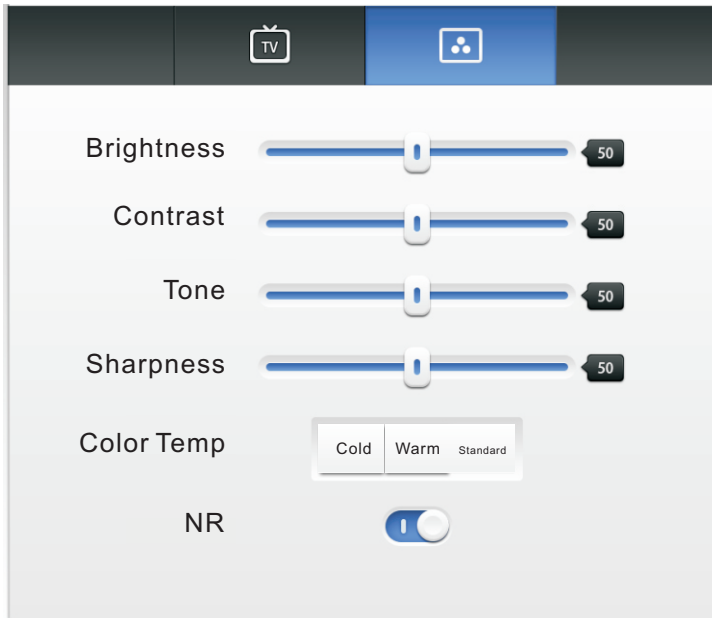 TV
Brightness 50
Contrast 50
Tone 50
Sharpness 50
Color Temp Cold Warm Standard
NR